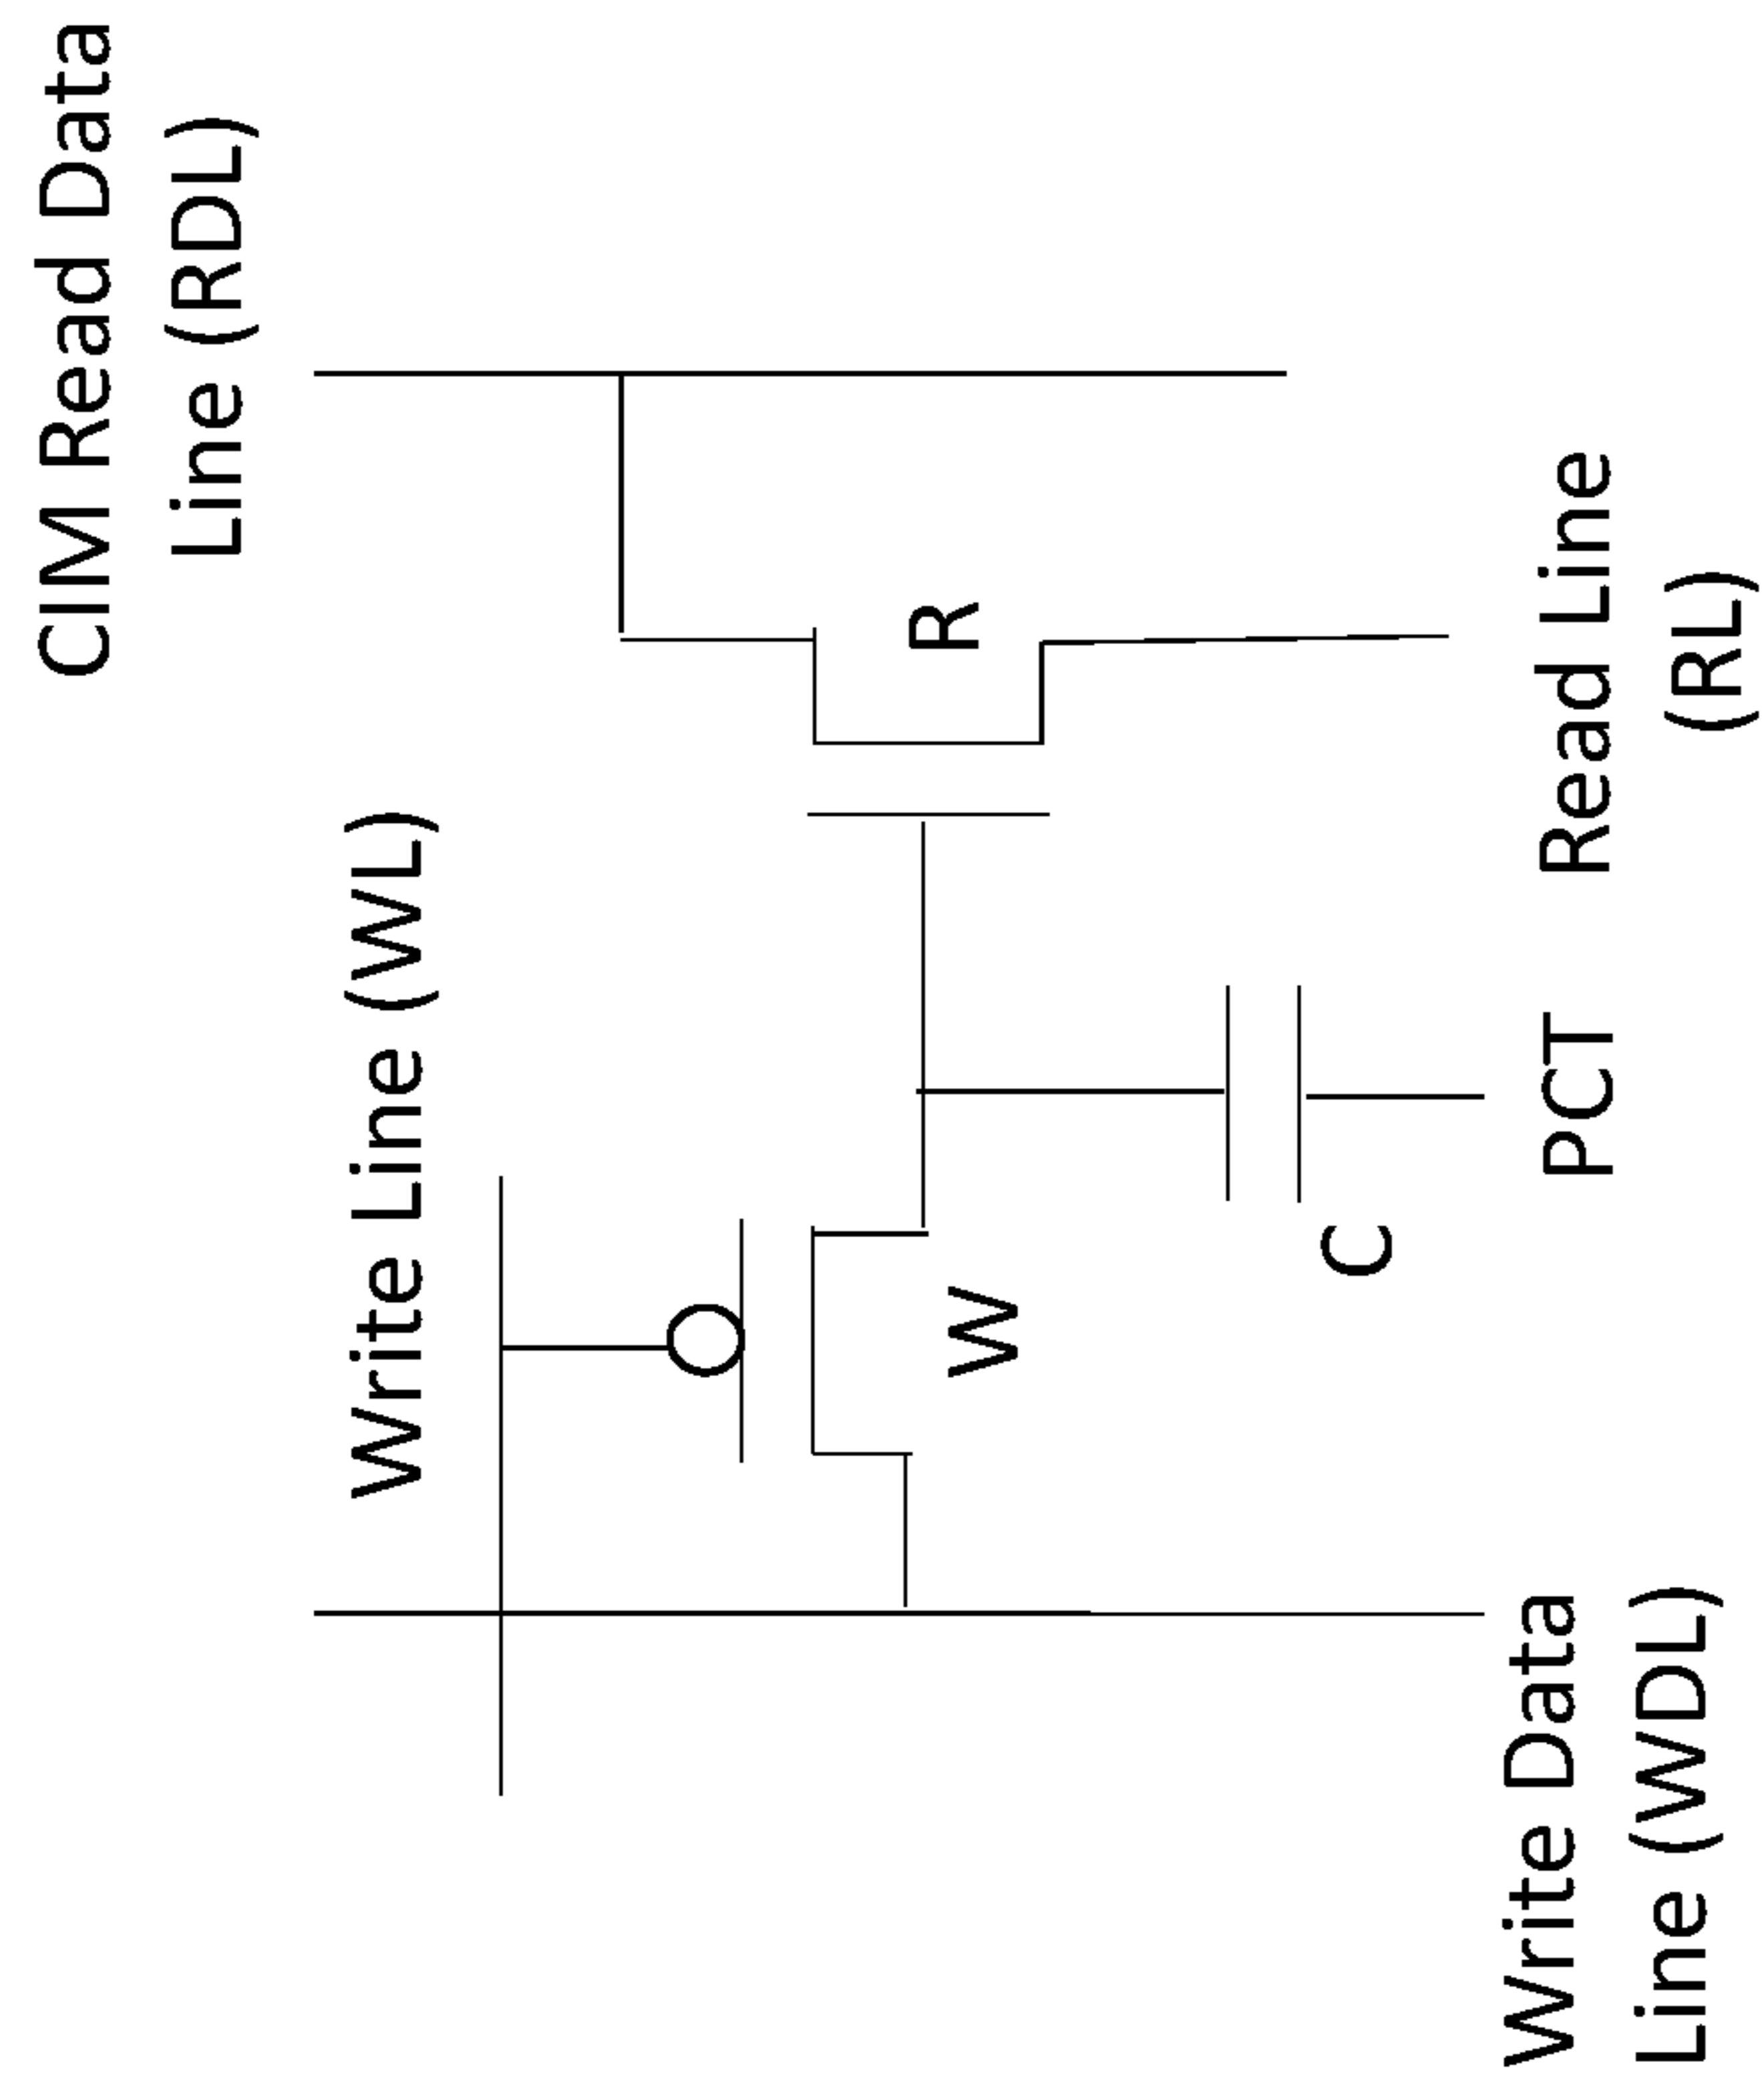 CIM Read Data
Line (RDL)
Write Line (WL)
R
W
C
PCT
Read Line
(RL)
Write Data
Line (WDL)